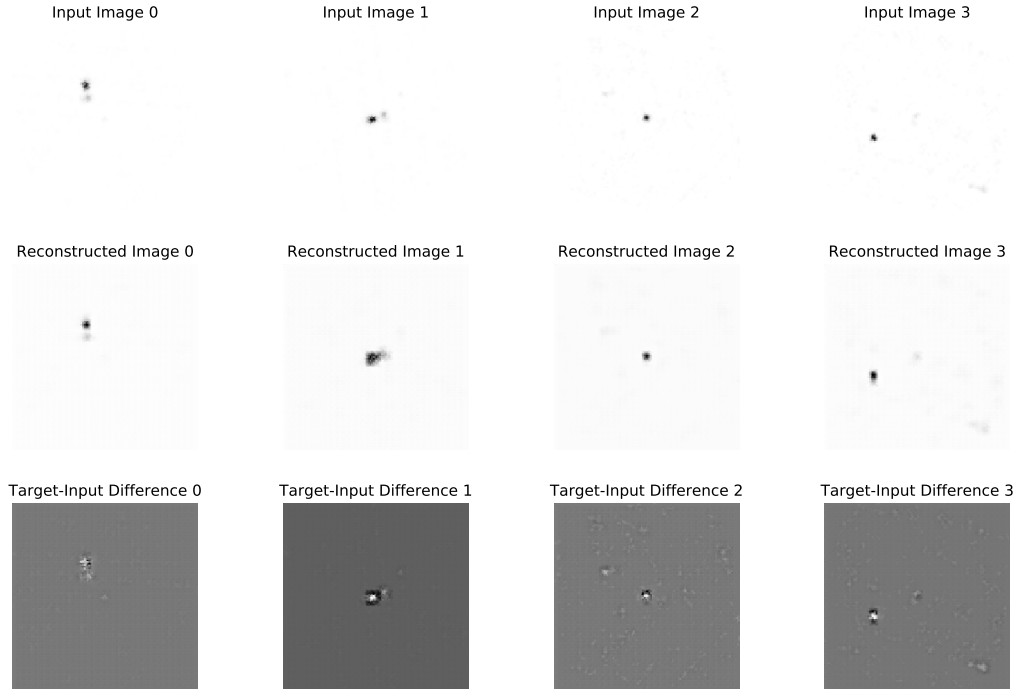 Input Image 0
Input Image 1
Input Image 2
Input Image 3
Reconstructed Image 0
Reconstructed Image 1
Reconstructed Image 2
Reconstructed Image 3
Target-Input Difference 0
Target-Input Difference 1
Target-Input Difference 2
Target-Input Difference 3